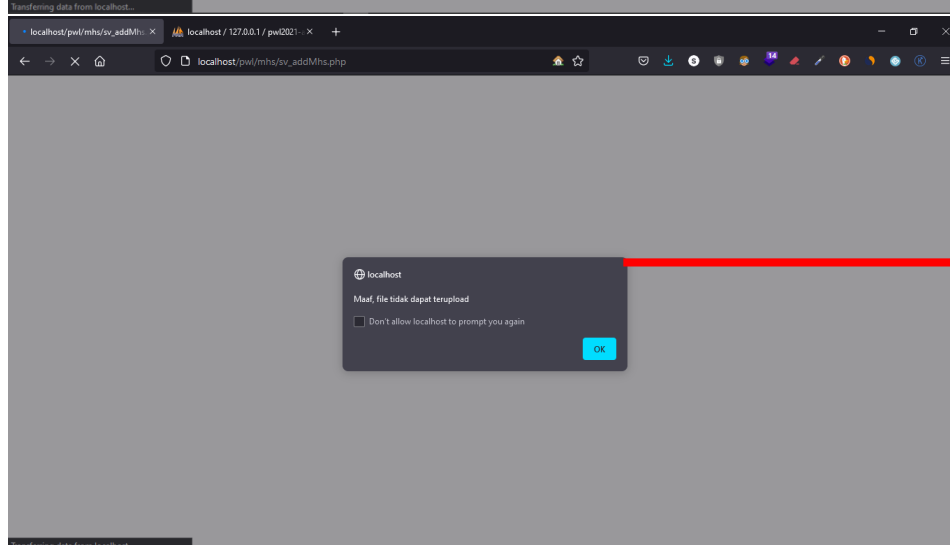 Transferring data from localhost...
localhost/pwl/mhs/sv_addMhs.
localhost / 127.0.0.1 / pwl2021-
localhost/pwl/mhs/sv_addMhs.php
14
localhost
Maaf, file tidak dapat terupload
Don't allow localhost to prompt you again
OK
Transferring data from localhost...